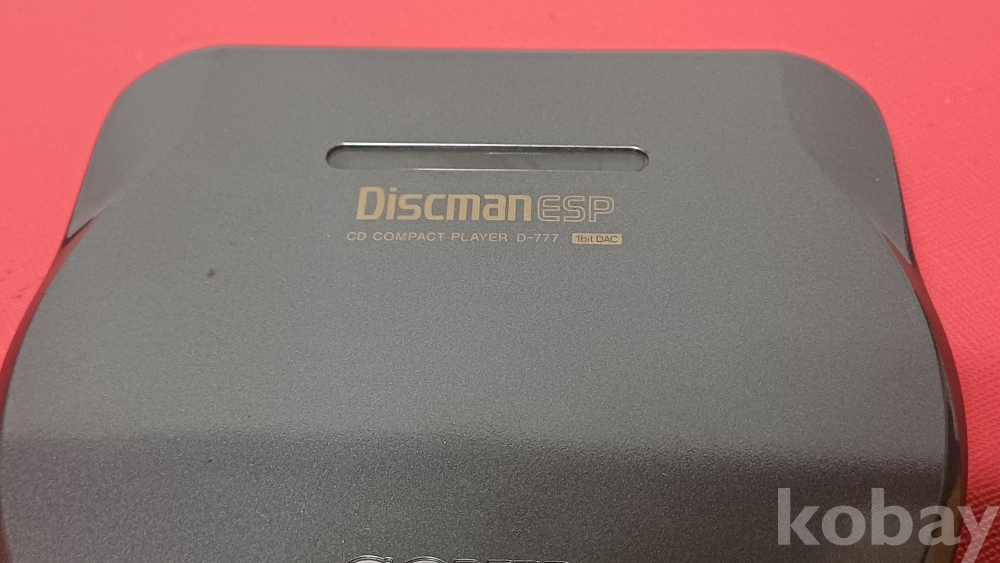 Discman ESP
CD COMPACT PLAYER D-777 1bit DAC
kobay